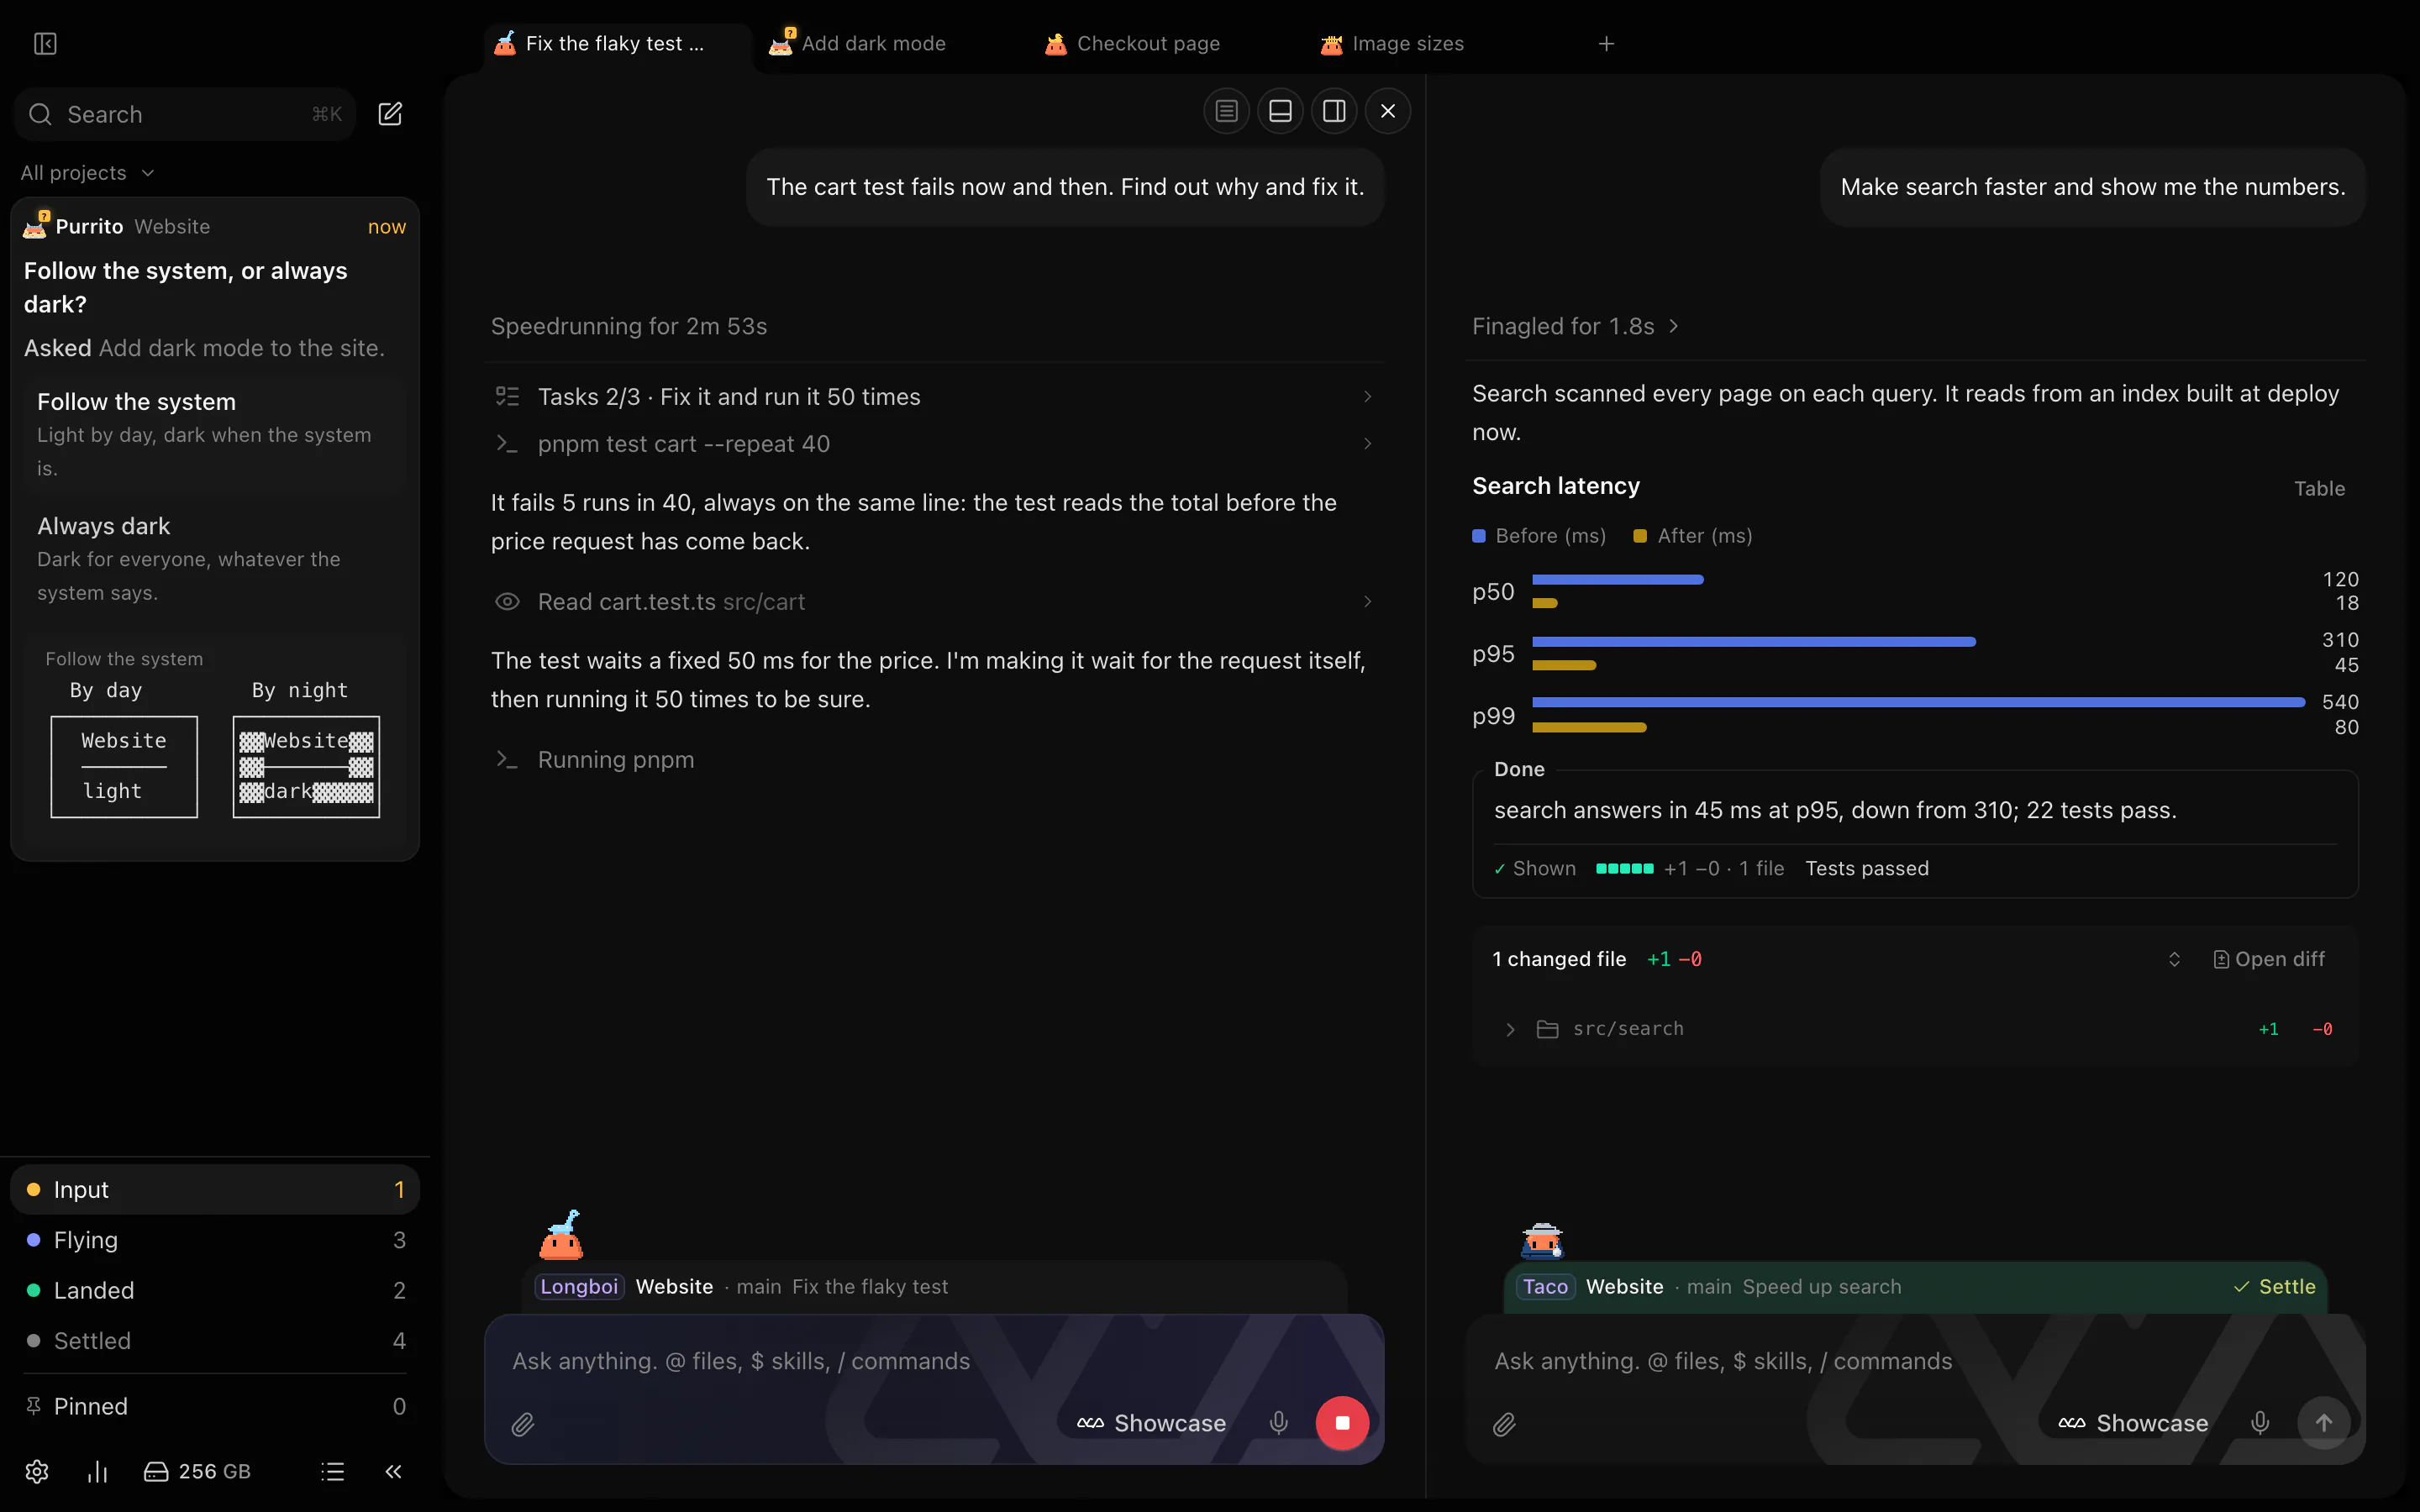 Fix the flaky test ...
Add dark mode
Checkout page
Image sizes
Search
⌘K
All projects
Purrito Website now
Follow the system, or always
dark?
Asked Add dark mode to the site.
Follow the system
Light by day, dark when the system
is.
Always dark
Dark for everyone, whatever the
system says.
Follow the system
By day By night
Website Website
light dark
Input 1
Flying 3
Landed 2
Settled 4
Pinned 0
256 GB
The cart test fails now and then. Find out why and fix it.
Speedrunning for 2m 53s
Tasks 2/3 · Fix it and run it 50 times
pnpm test cart --repeat 40
It fails 5 runs in 40, always on the same line: the test reads the total before the
price request has come back.
Read cart.test.ts src/cart
The test waits a fixed 50 ms for the price. I'm making it wait for the request itself,
then running it 50 times to be sure.
Running pnpm
Longboi Website · main Fix the flaky test
Ask anything. @ files, $ skills, / commands
Showcase
Make search faster and show me the numbers.
Finagled for 1.8s
Search scanned every page on each query. It reads from an index built at deploy
now.
Search latency
Table
Before (ms) After (ms)
p50 120
18
p95 310
45
p99 540
80
Done
search answers in 45 ms at p95, down from 310; 22 tests pass.
✓ Shown +1 −0 · 1 file Tests passed
1 changed file +1 −0 Open diff
src/search +1 −0
Taco Website · main Speed up search ✓ Settle
Ask anything. @ files, $ skills, / commands
Showcase